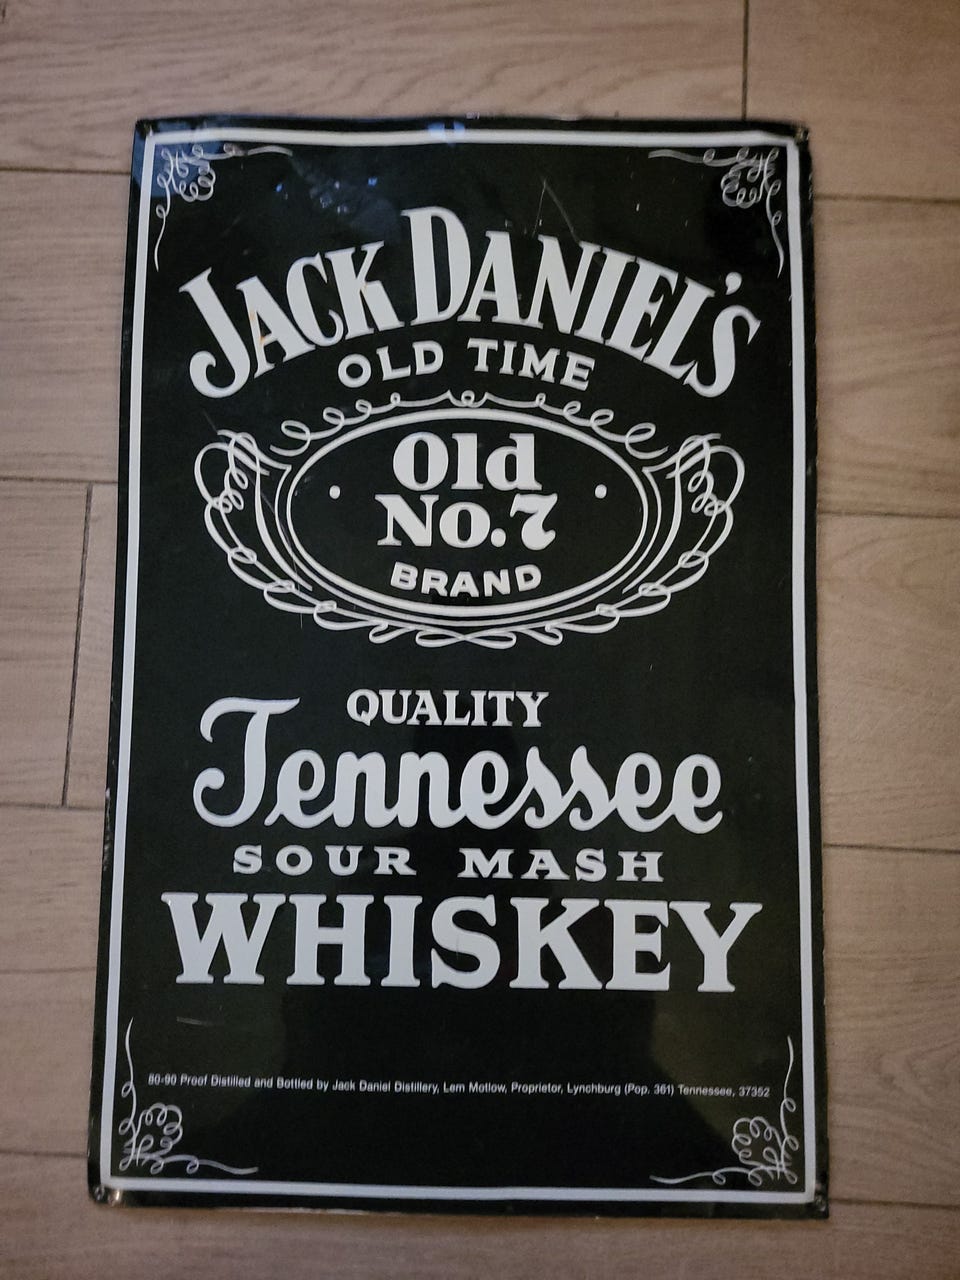 JACK DANIEL'S
OLD TIME
Old
No.7
BRAND
QUALITY
Tennessee
SOUR MASH
WHISKEY
80-90 Proof Distilled and Bottled by Jack Daniel Distillery, Lem Motlow, Proprietor, Lynchburg (Pop. 361) Tennessee, 37352